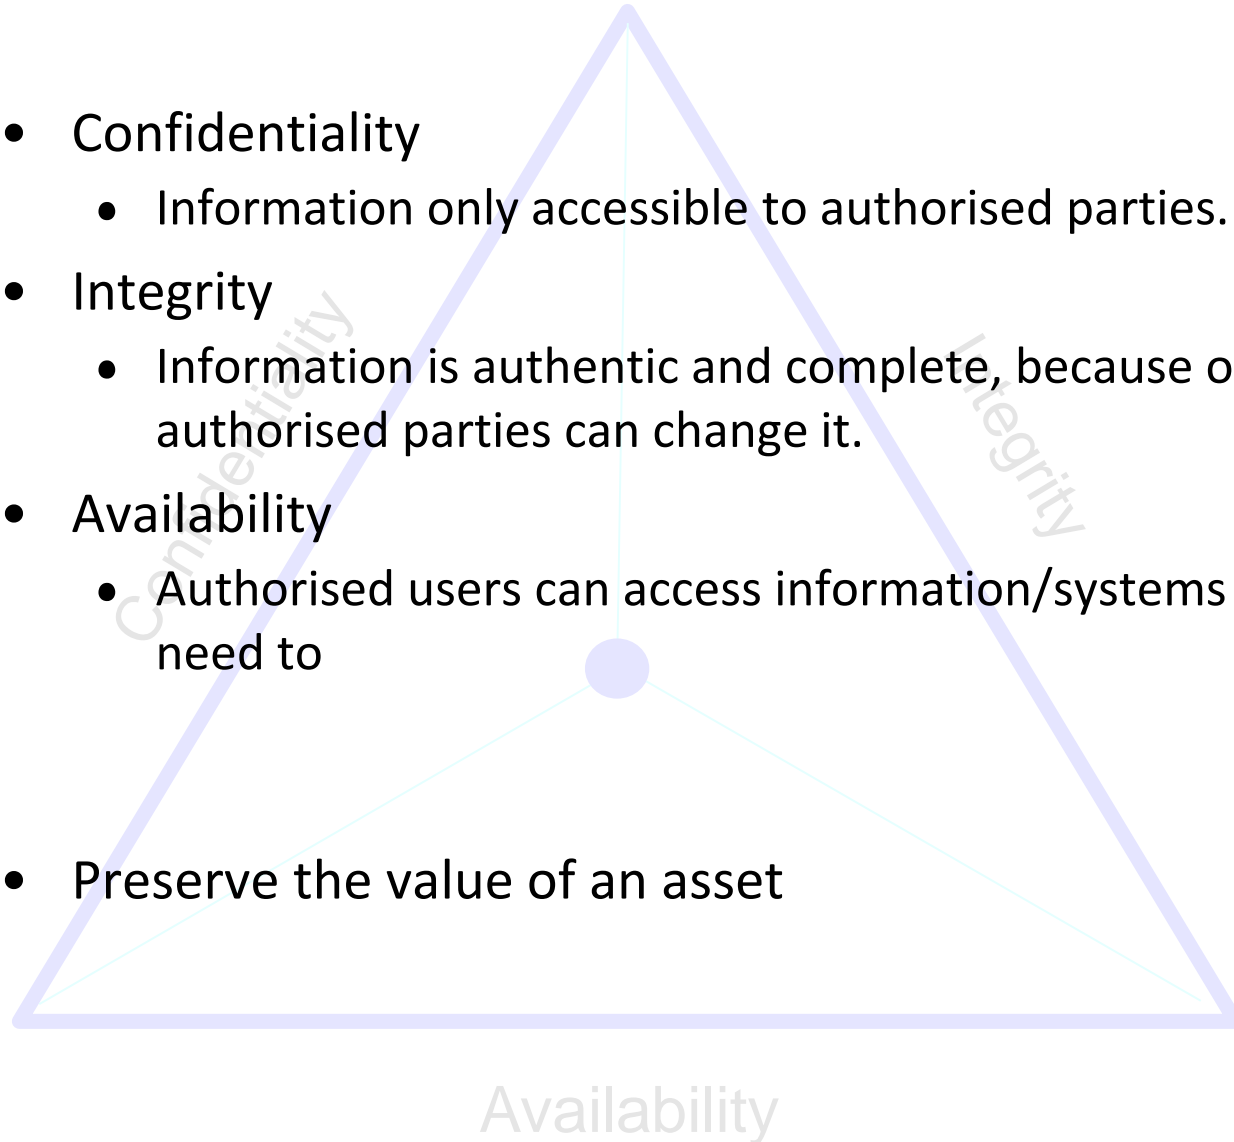 • Confidentiality
• Information only accessible to authorised parties.
• Integrity
• Information is authentic and complete, because o
authorised parties can change it.
• Availability
• Authorised users can access information/systems
need to
• Preserve the value of an asset
Confidentiality
Integrity
Availability